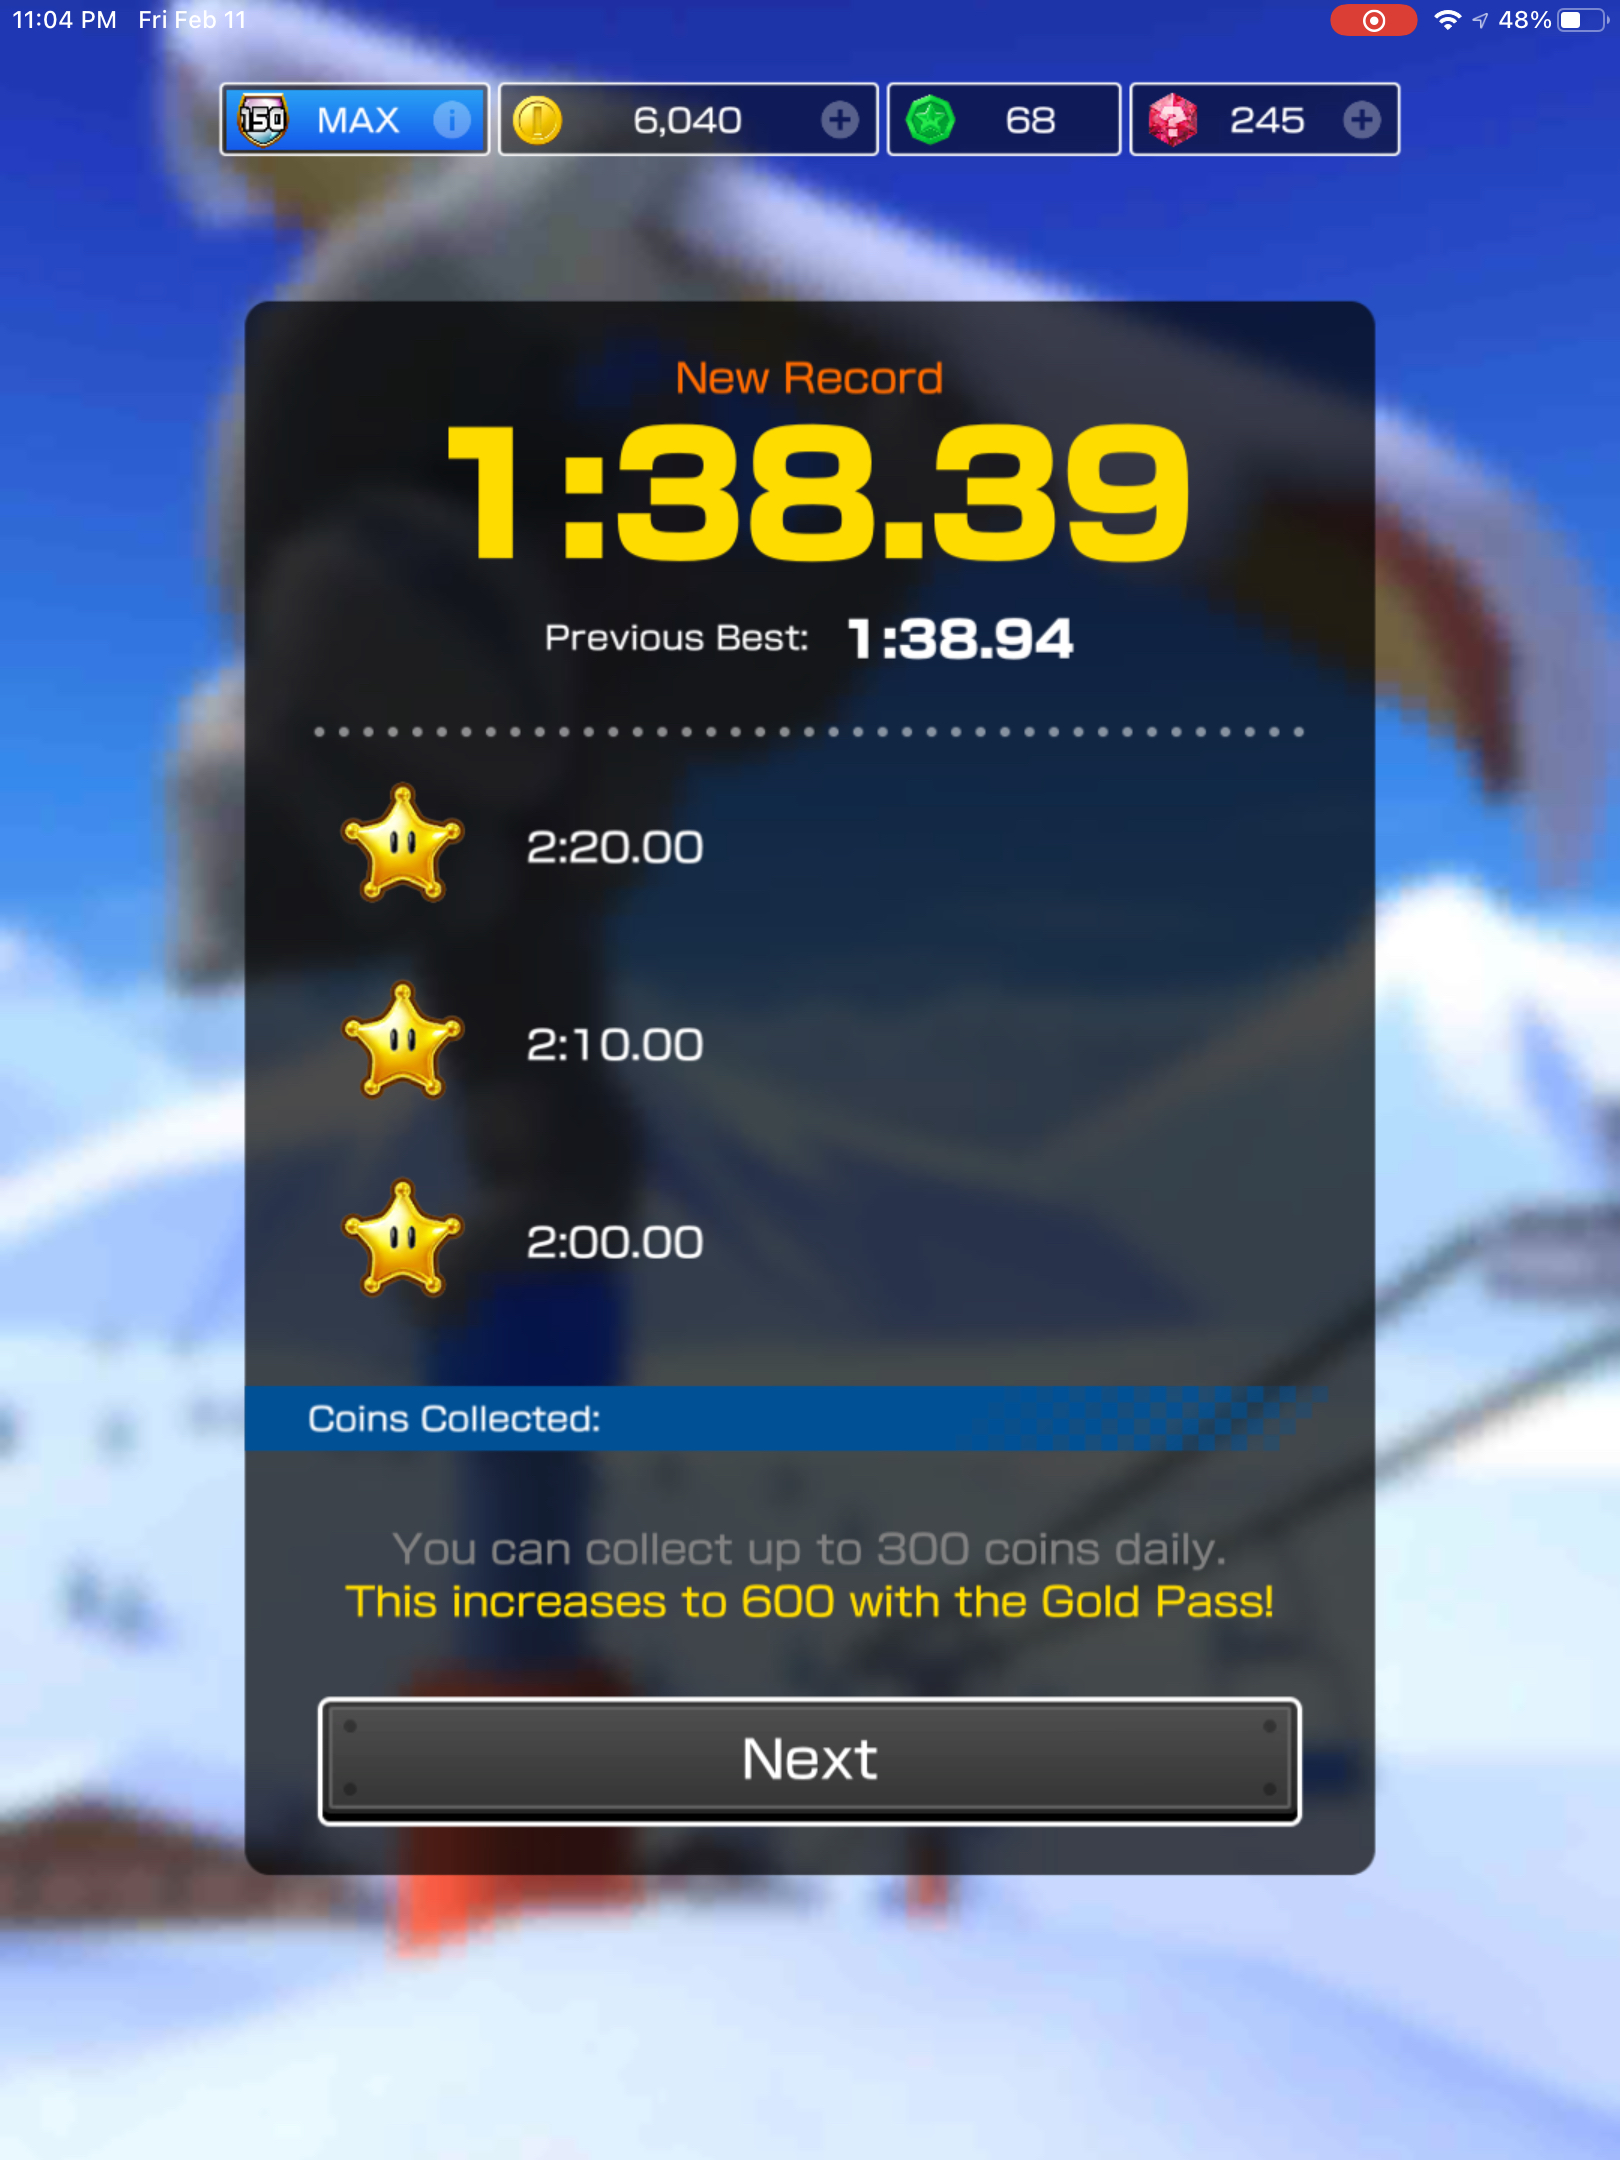 11:04 PM Fri Feb 11 48%
150 MAX i 6,040 + 68 ? 245 +
New Record
1:38.39
Previous Best: 1:38.94
2:20.00
2:10.00
2:00.00
Coins Collected:
You can collect up to 300 coins daily.
This increases to 600 with the Gold Pass!
Next